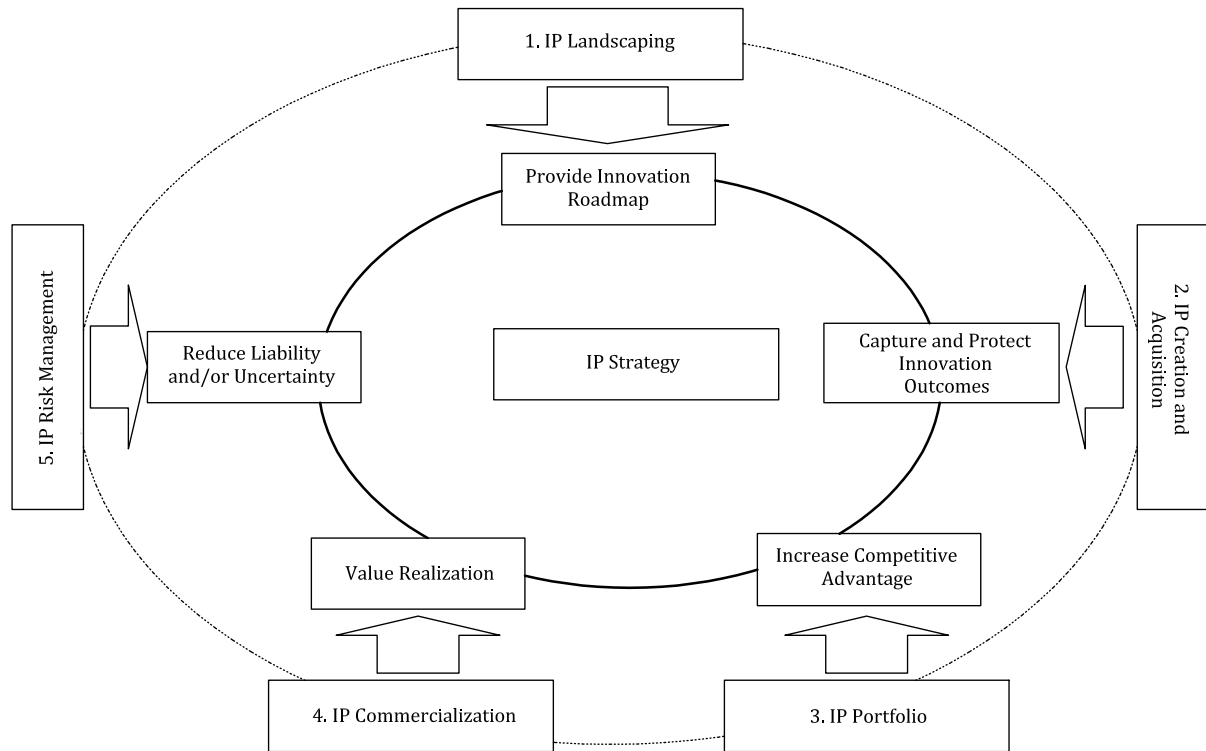 1. IP Landscaping
Provide Innovation
Roadmap
5. IP Risk Management
Reduce Liability
and/or Uncertainty
IP Strategy
Capture and Protect
Innovation
Outcomes
2. IP Creation and
Acquisition
Value Realization
Increase Competitive
Advantage
4. IP Commercialization
3. IP Portfolio